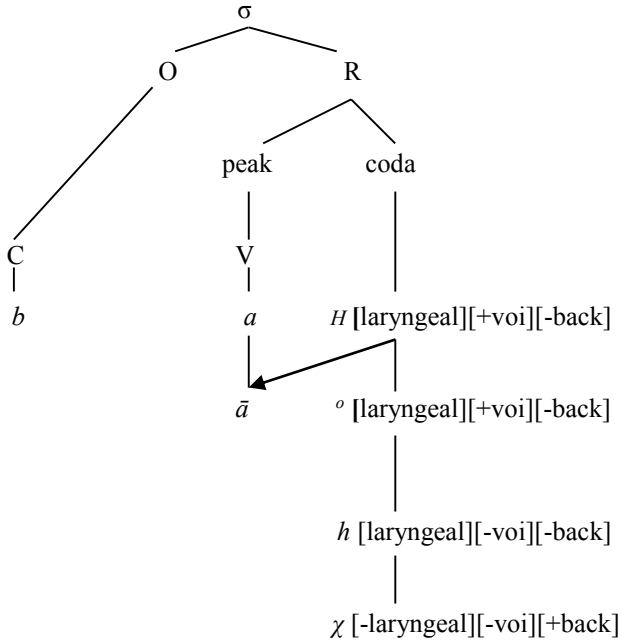 σ
O R
peak coda
C V
b a H [laryngeal][+voi][-back]
ā o [laryngeal][+voi][-back]
h [laryngeal][-voi][-back]
χ [-laryngeal][-voi][+back]